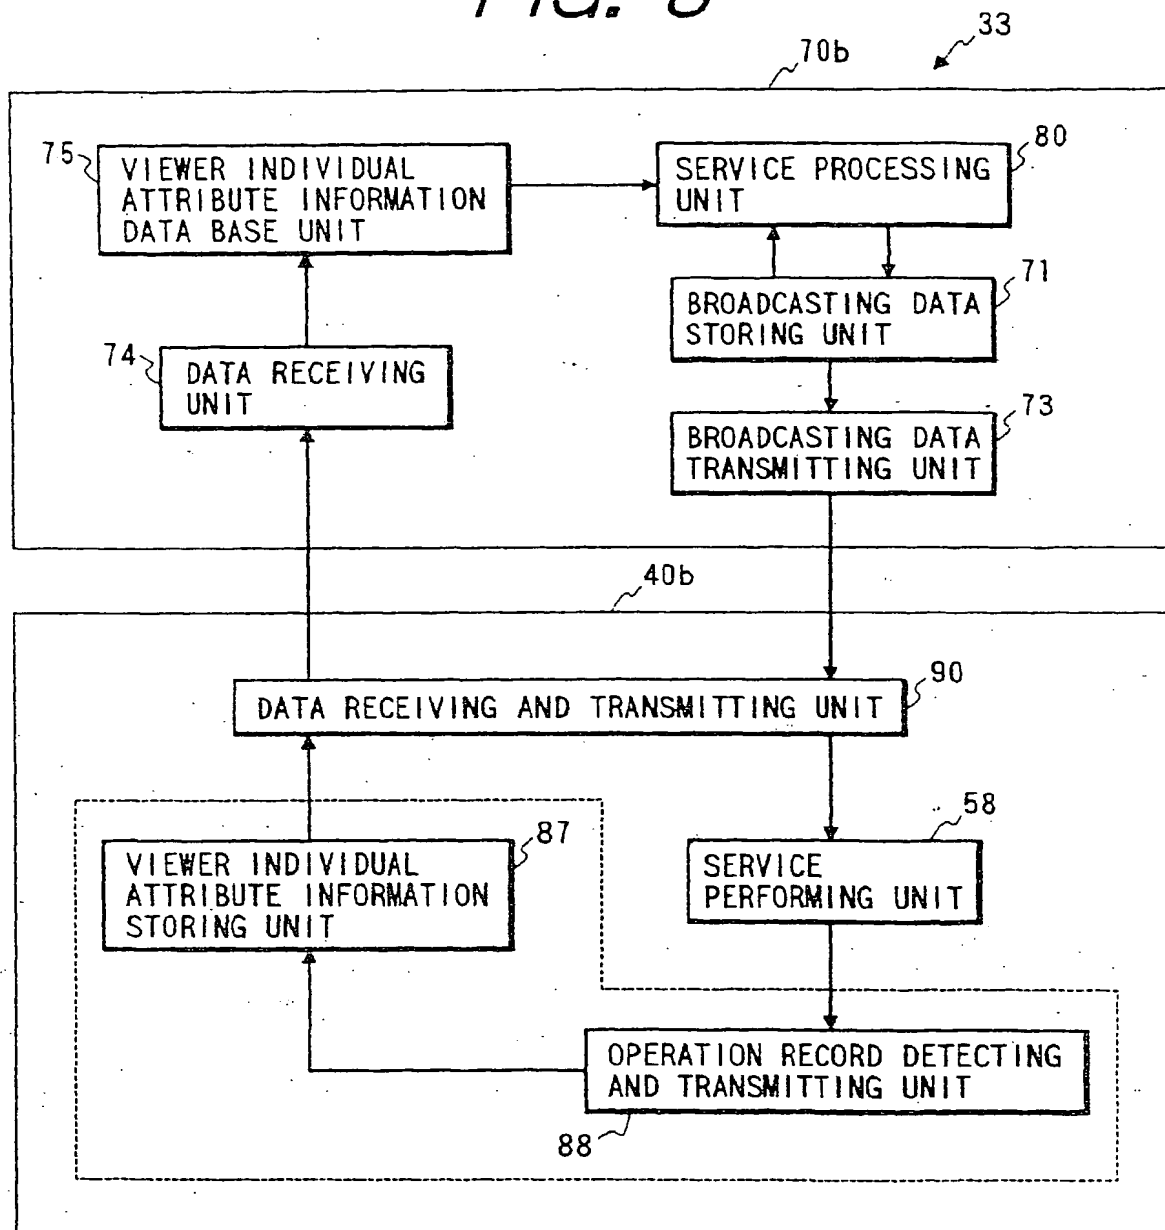 FIG.
33
70b
75
VIEWER INDIVIDUAL
ATTRIBUTE INFORMATION
DATA BASE UNIT
80
SERVICE PROCESSING
UNIT
71
BROADCASTING DATA
STORING UNIT
74
DATA RECEIVING
UNIT
73
BROADCASTING DATA
TRANSMITTING UNIT
40b
90
DATA RECEIVING AND TRANSMITTING UNIT
87
VIEWER INDIVIDUAL
ATTRIBUTE INFORMATION
STORING UNIT
58
SERVICE
PERFORMING UNIT
OPERATION RECORD DETECTING
AND TRANSMITTING UNIT
88